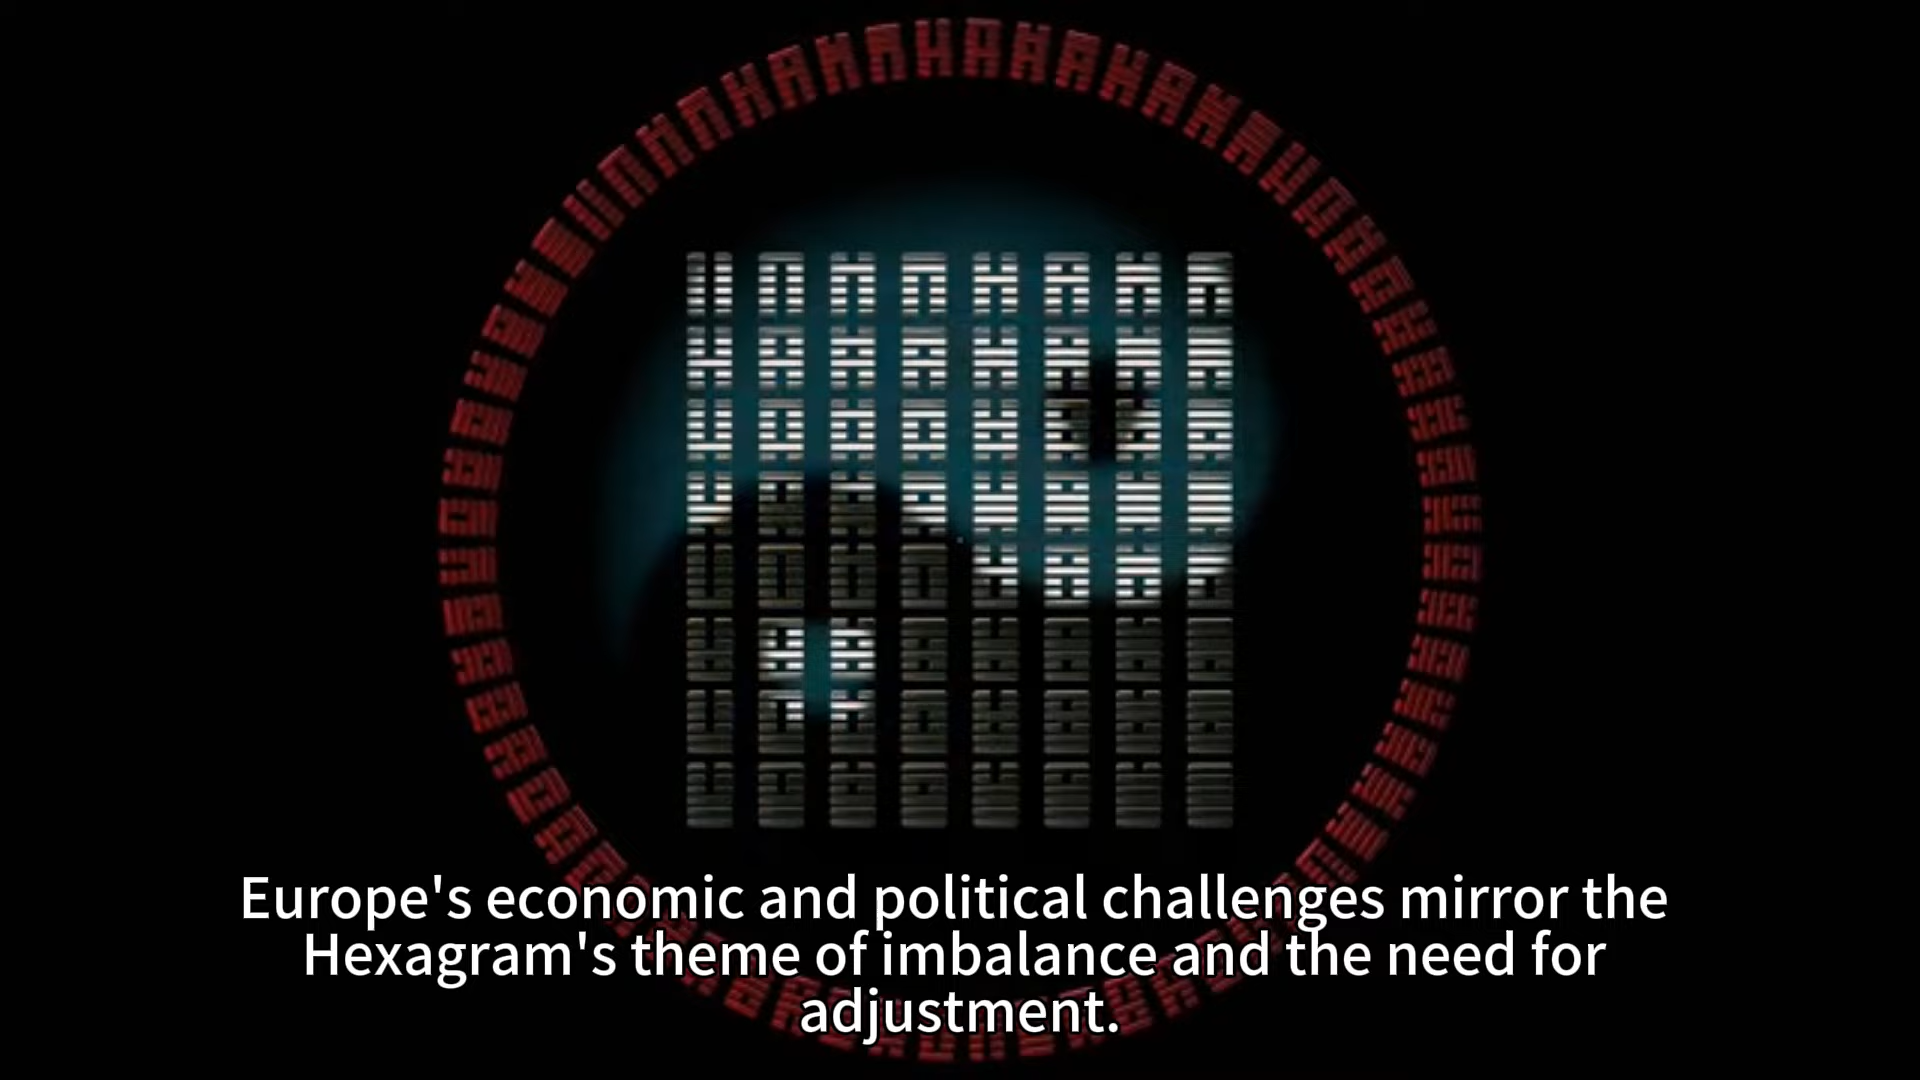 Europe's economic and political challenges mirror the
Hexagram's theme of imbalance and the need for
adjustment.